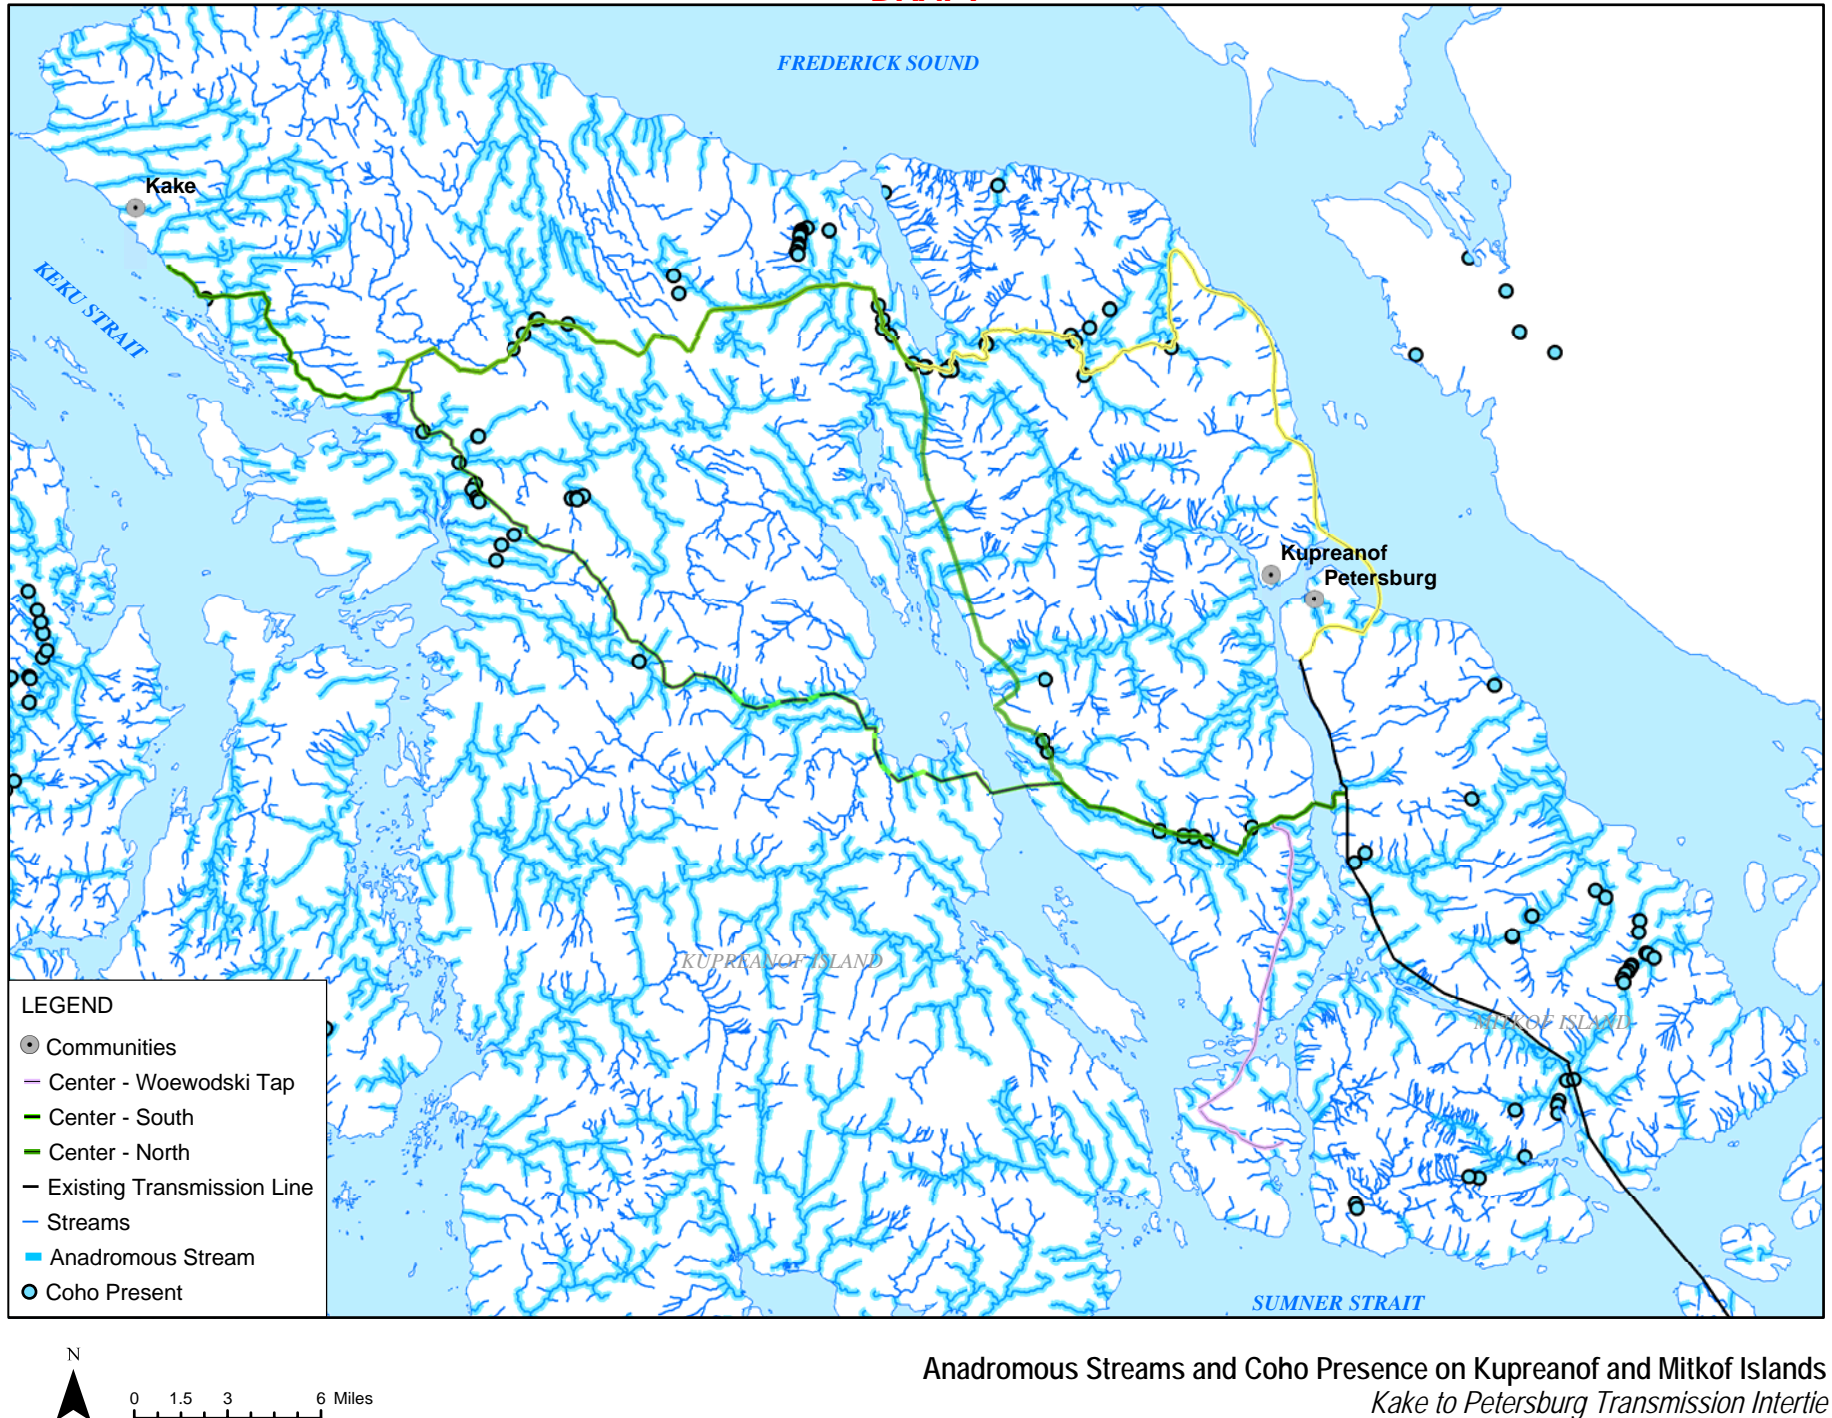 FREDERICK SOUND
Kake
KEKU STRAIT
Kupreanof
Petersburg
KUPREANOF ISLAND
MITKOF ISLAND
LEGEND
Communities
Center - Woewodski Tap
Center - South
Center - North
Existing Transmission Line
Streams
Anadromous Stream
Coho Present
SUMNER STRAIT
N
0 1.5 3 6 Miles
Anadromous Streams and Coho Presence on Kupreanof and Mitkof Islands
Kake to Petersburg Transmission Intertie